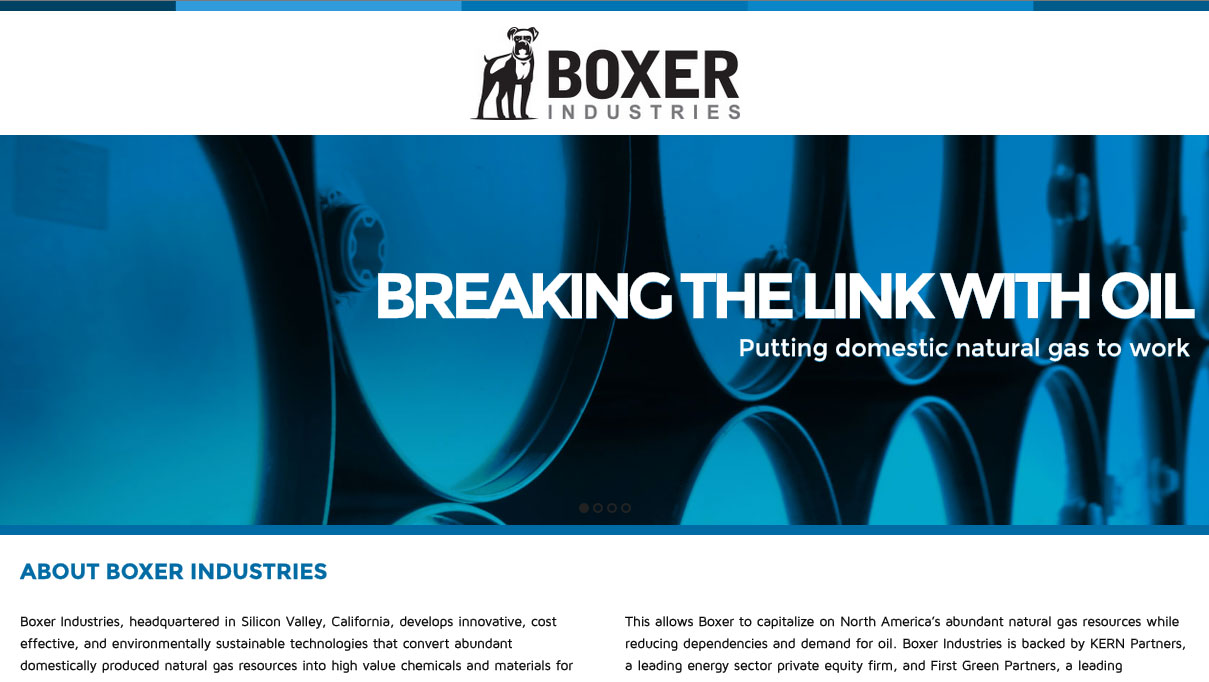 BOXER
INDUSTRIES
BREAKING THE LINK WITH OIL
Putting domestic natural gas to work
ABOUT BOXER INDUSTRIES
Boxer Industries, headquartered in Silicon Valley, California, develops innovative, cost
effective, and environmentally sustainable technologies that convert abundant
domestically produced natural gas resources into high value chemicals and materials for
This allows Boxer to capitalize on North America’s abundant natural gas resources while
reducing dependencies and demand for oil. Boxer Industries is backed by KERN Partners,
a leading energy sector private equity firm, and First Green Partners, a leading